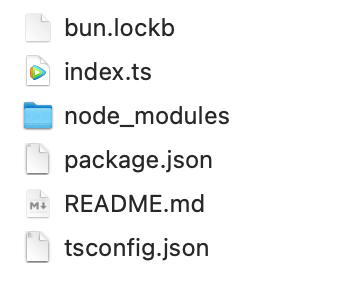 bun.lockb
index.ts
node_modules
package.json
M↓ README.md
tsconfig.json